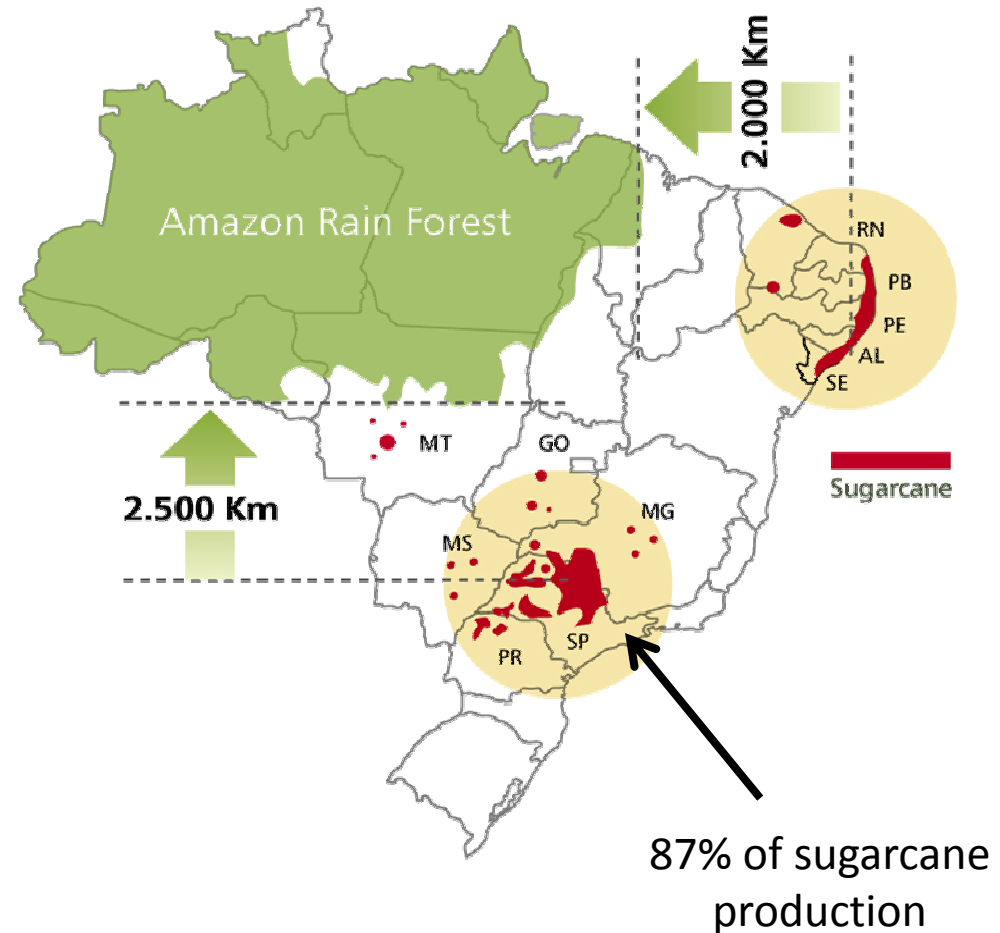 2.000 Km
Amazon Rain Forest
RN
PB
PE
AL
SE
MT
GO
Sugarcane
2.500 Km
MG
MS
SP
PR
87% of sugarcane
production